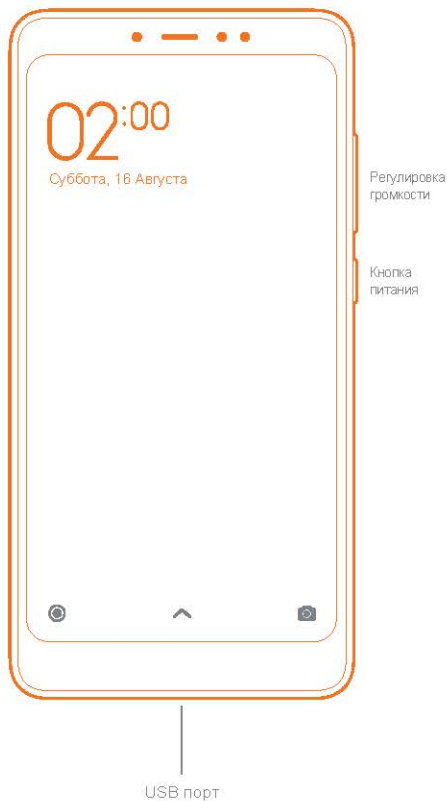 02:00
Суббота, 16 Августа
Регулировка
громкости
Кнопка
питания
USB порт